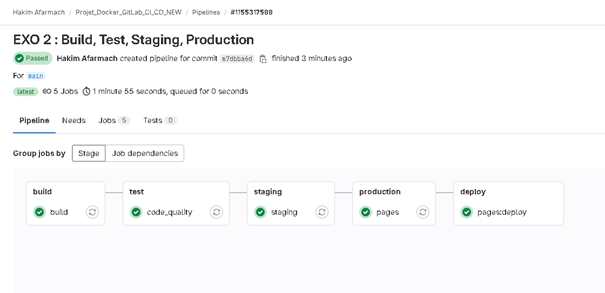 Hakim Afarmach / Projet_Docker_GitLab_CI_CD_NEW / Pipelines / #1155317588
EXO 2 : Build, Test, Staging, Production
Passed Hakim Afarmach created pipeline for commit e7dbba6d finished 3 minutes ago
For main
latest 5 Jobs 1 minute 55 seconds, queued for 0 seconds
Pipeline Needs Jobs 5 Tests 0
Group jobs by Stage Job dependencies
build test staging production deploy
build code_quality staging pages pages:deploy